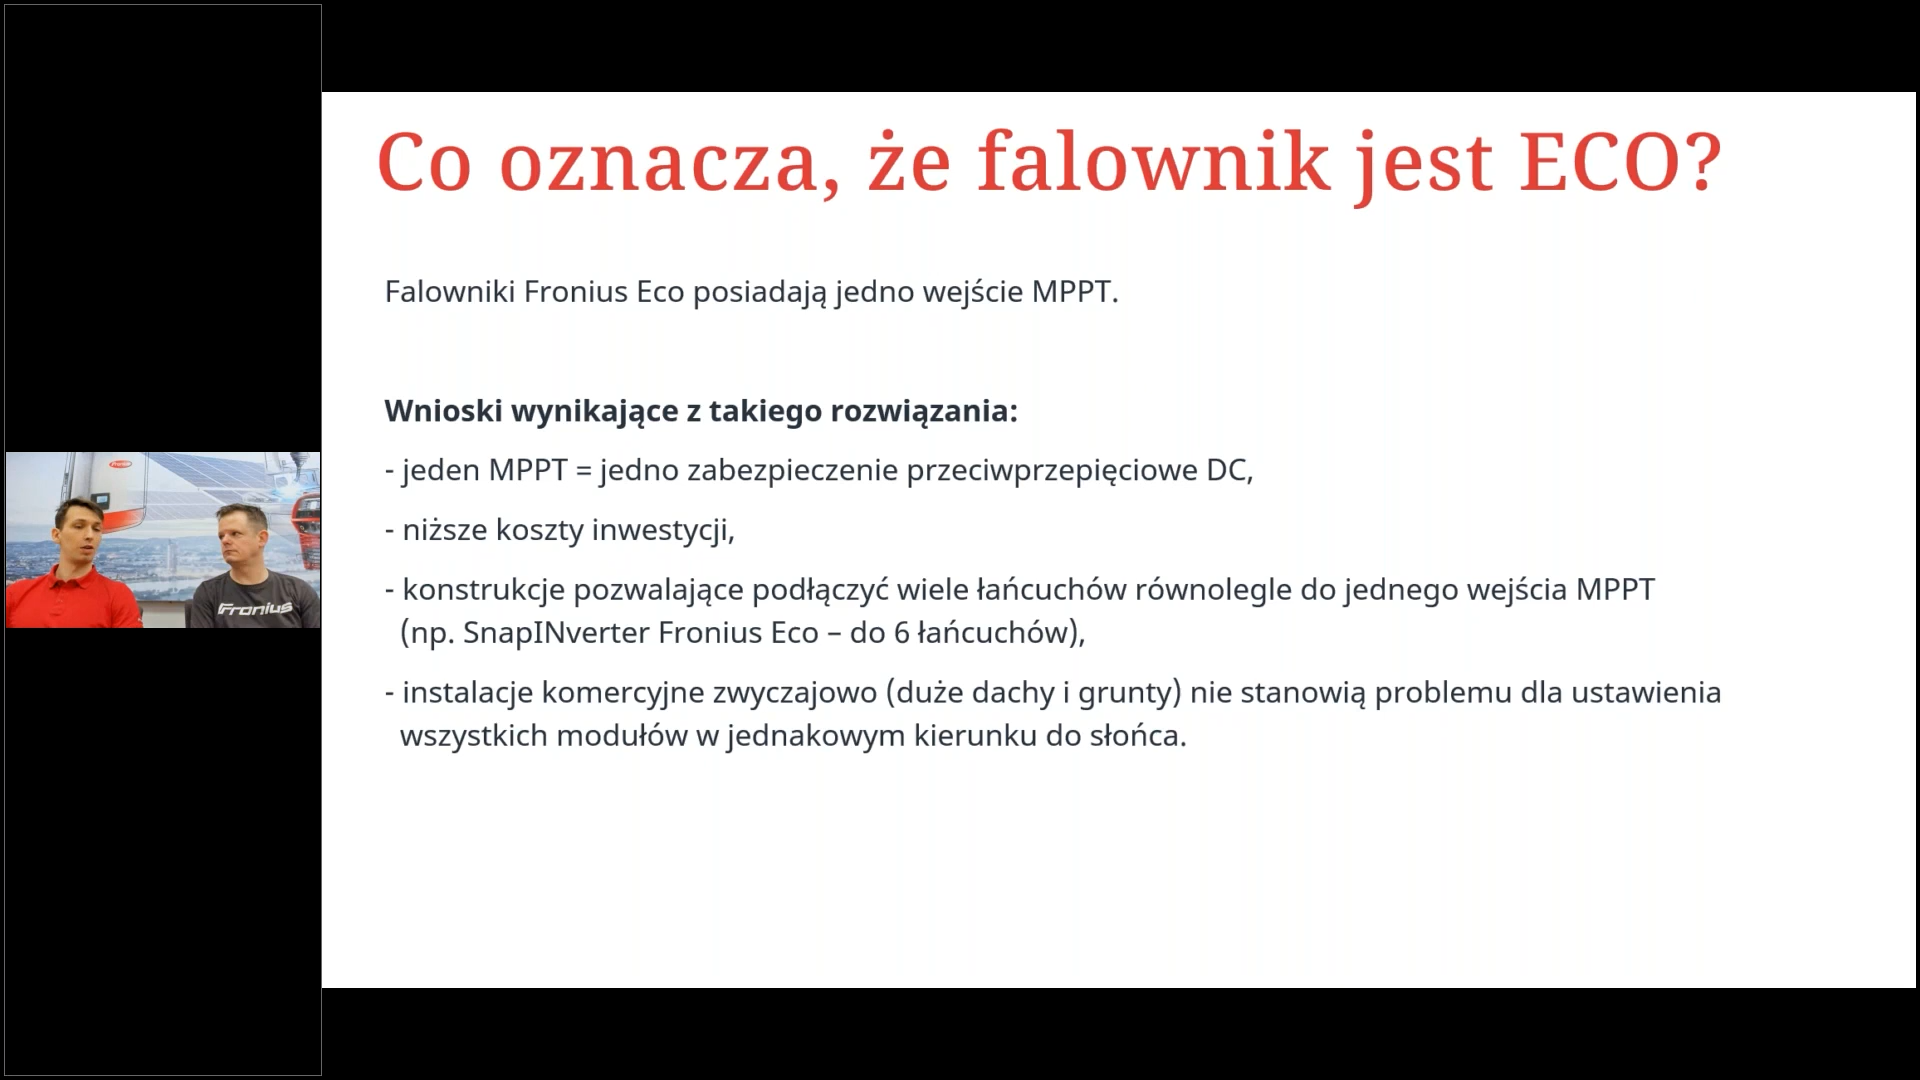 Co oznacza, że falownik jest ECO?
Falowniki Fronius Eco posiadają jedno wejście MPPT.
Wnioski wynikające z takiego rozwiązania:
- jeden MPPT = jedno zabezpieczenie przeciwprzepięciowe DC,
- niższe koszty inwestycji,
- konstrukcje pozwalające podłączyć wiele łańcuchów równolegle do jednego wejścia MPPT
(np. SnapINverter Fronius Eco – do 6 łańcuchów),
- instalacje komercyjne zwyczajowo (duże dachy i grunty) nie stanowią problemu dla ustawienia
wszystkich modułów w jednakowym kierunku do słońca.
Fronius